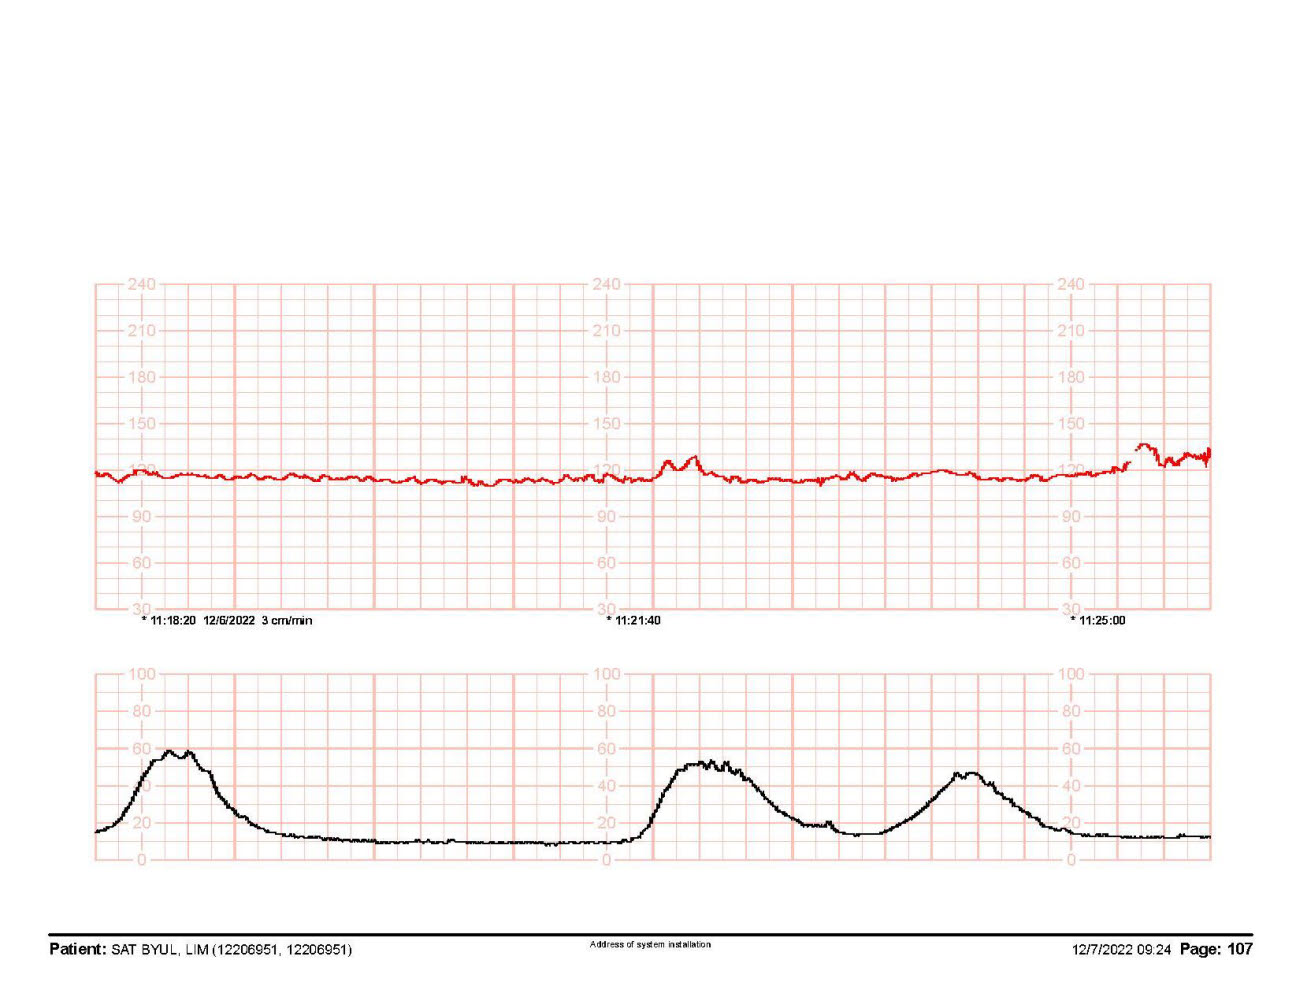 240 240 240
210 210 210
180 180 180
150 150 150
120 120 120
90 90 90
60 60 60
30 30 30
* 11:18:20 12/6/2022 3 cm/min * 11:21:40 * 11:25:00
100 100 100
80 80 80
60 60 60
40 40 40
20 20 20
0 0 0
Patient: SAT BYUL, LIM (12206951, 12206951) Address of system installation 12/7/2022 09:24 Page: 107